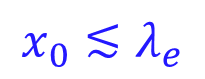 𝑥₀ ≲ 𝜆ₑ